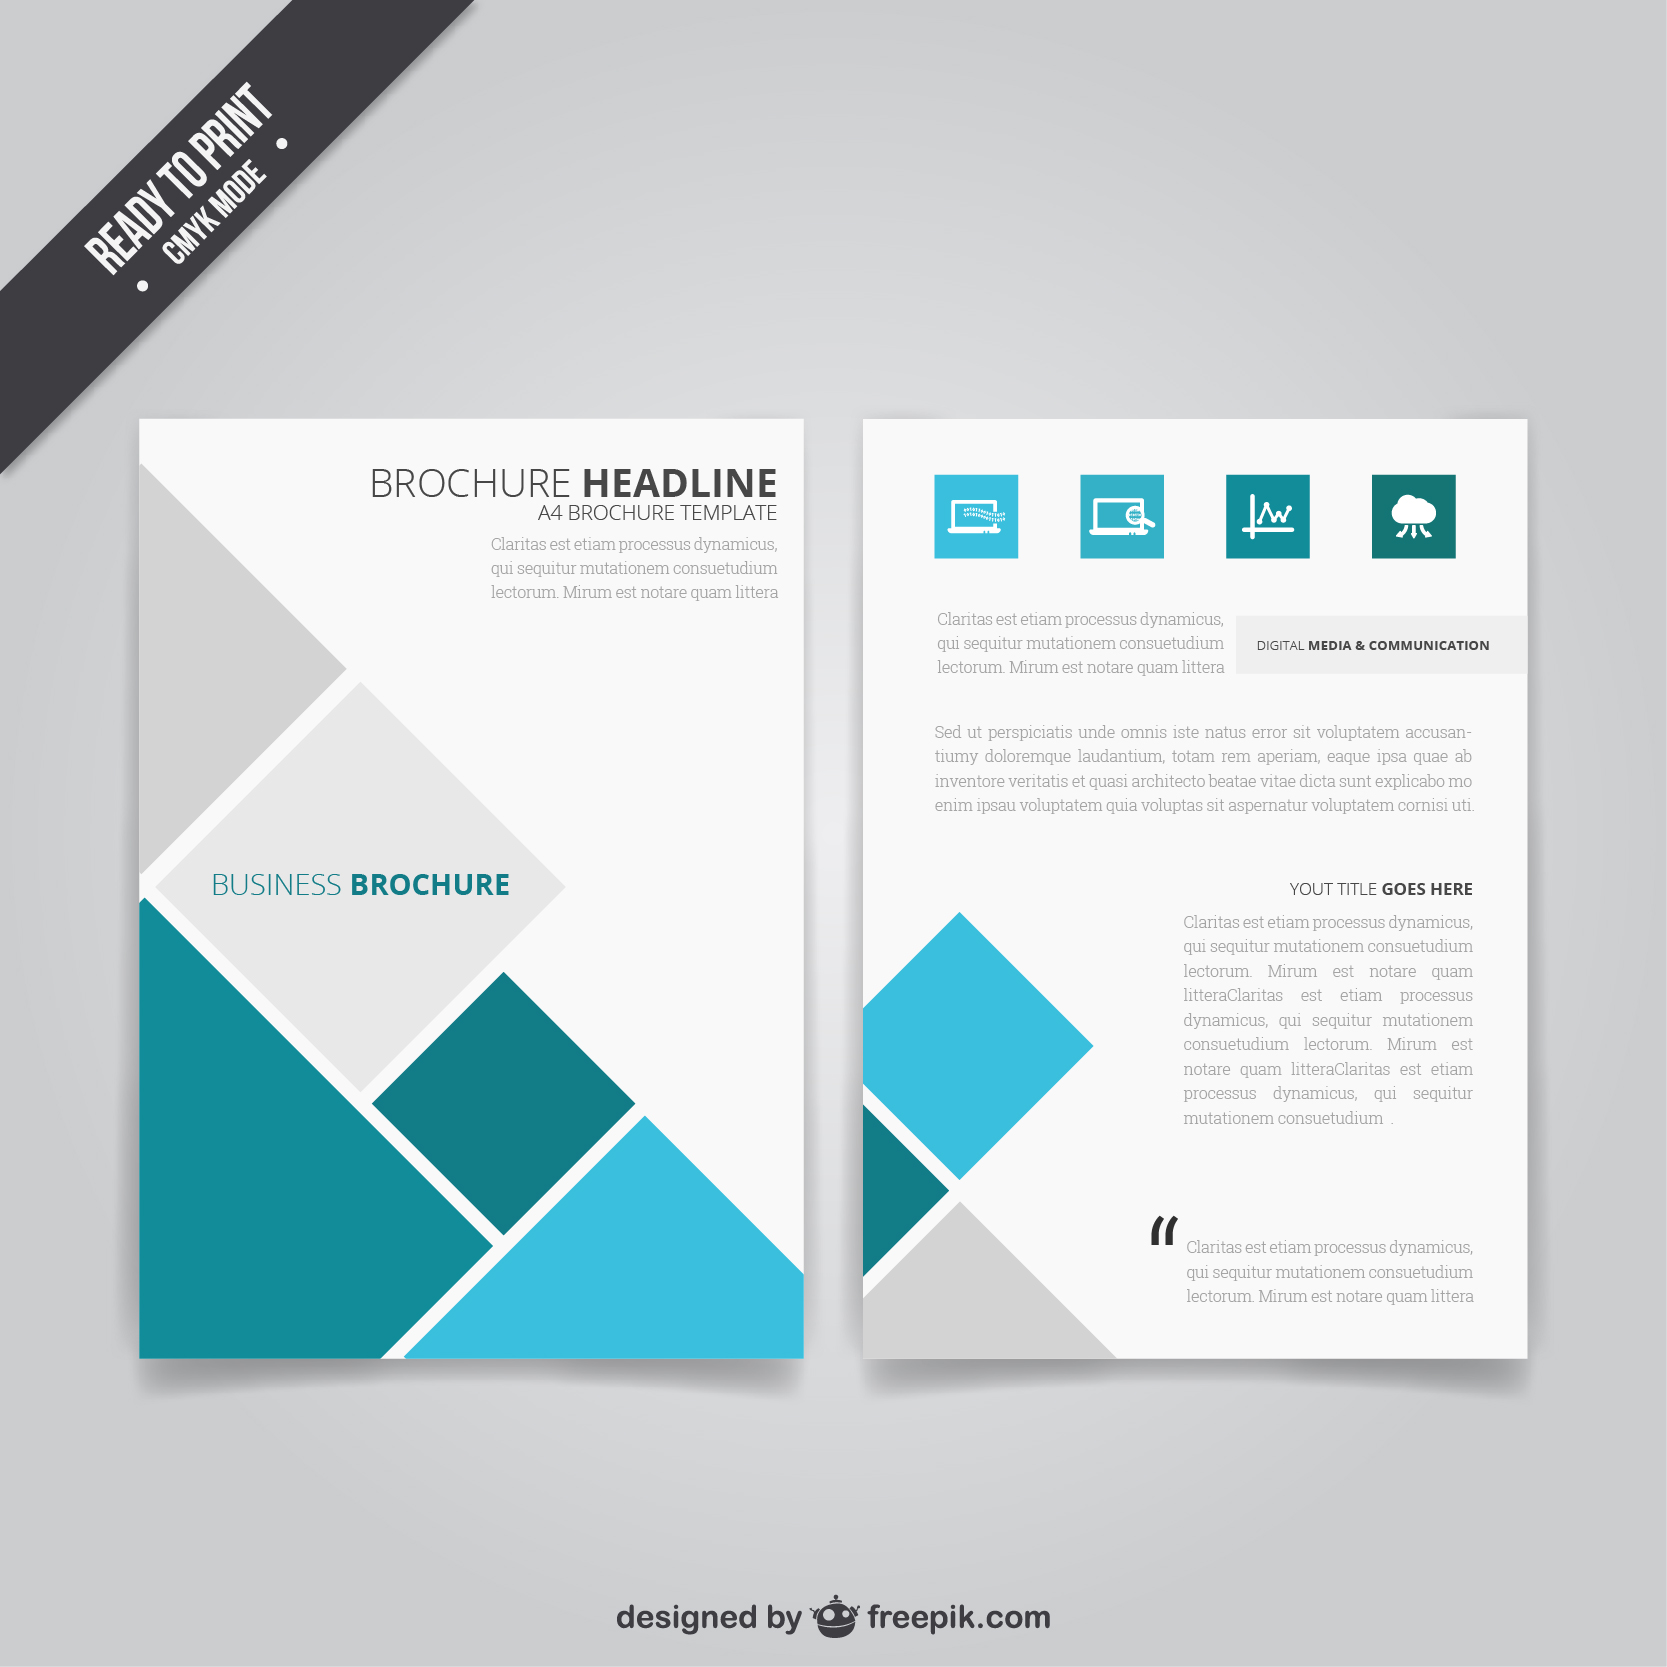 READY TO PRINT
• CMYK MODE •
BROCHURE HEADLINE
A4 BROCHURE TEMPLATE
Claritas est etiam processus dynamicus,
qui sequitur mutationem consuetudium
lectorum. Mirum est notare quam littera
BUSINESS BROCHURE
Claritas est etiam processus dynamicus,
qui sequitur mutationem consuetudium
lectorum. Mirum est notare quam littera
DIGITAL MEDIA & COMMUNICATION
Sed ut perspiciatis unde omnis iste natus error sit voluptatem accusan-
tiumy doloremque laudantium, totam rem aperiam, eaque ipsa quae ab
inventore veritatis et quasi architecto beatae vitae dicta sunt explicabo mo
enim ipsau voluptatem quia voluptas sit aspernatur voluptatem cornisi uti.
YOUT TITLE GOES HERE
Claritas est etiam processus dynamicus,
qui sequitur mutationem consuetudium
lectorum. Mirum est notare quam
litteraClaritas est etiam processus
dynamicus, qui sequitur mutationem
consuetudium lectorum. Mirum est
notare quam litteraClaritas est etiam
processus dynamicus, qui sequitur
mutationem consuetudium .
“ Claritas est etiam processus dynamicus,
qui sequitur mutationem consuetudium
lectorum. Mirum est notare quam littera
designed by freepik.com